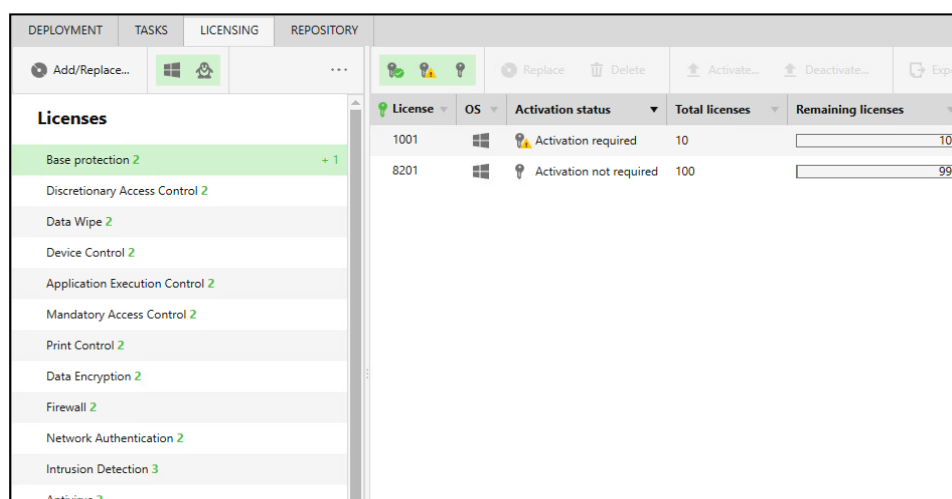 DEPLOYMENT TASKS LICENSING REPOSITORY
Add/Replace... ... Replace Delete Activate... Deactivate...
Licenses
License OS Activation status Total licenses Remaining licenses
1001 Activation required 10 10
8201 Activation not required 100 99
Base protection 2 + 1
Discretionary Access Control 2
Data Wipe 2
Device Control 2
Application Execution Control 2
Mandatory Access Control 2
Print Control 2
Data Encryption 2
Firewall 2
Network Authentication 2
Intrusion Detection 3